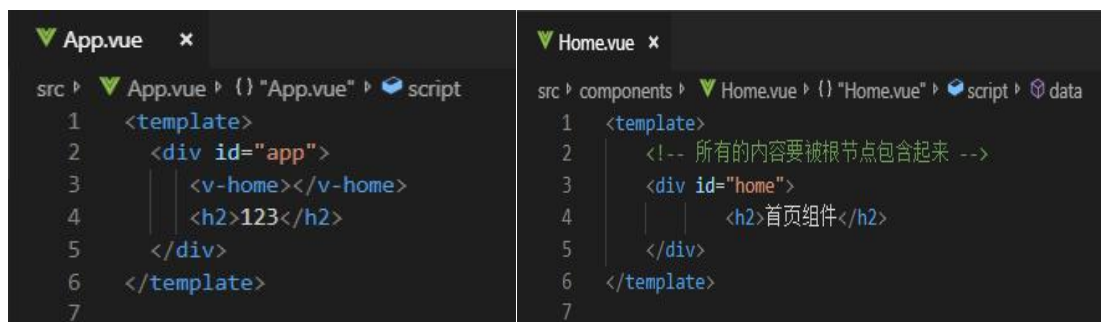 App.vue ×
src App.vue {} "App.vue" script
1 <template>
2 <div id="app">
3 <v-home></v-home>
4 <h2>123</h2>
5 </div>
6 </template>
7
Home.vue ×
src components Home.vue {} "Home.vue" script data
1 <template>
2 <!-- 所有的内容要被根节点包含起来 -->
3 <div id="home">
4 <h2>首页组件</h2>
5 </div>
6 </template>
7